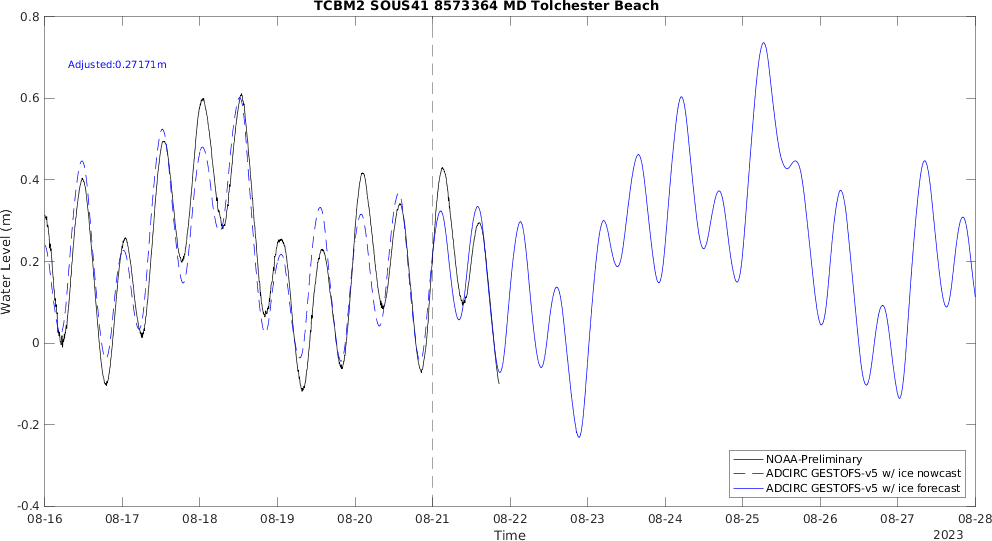 TCBM2 SOUS41 8573364 MD Tolchester Beach
Adjusted:0.27171m
Water Level (m)
0.8
0.6
0.4
0.2
0
-0.2
-0.4
NOAA-Preliminary
ADCIRC GESTOFS-v5 w/ ice nowcast
ADCIRC GESTOFS-v5 w/ ice forecast
08-16 08-17 08-18 08-19 08-20 08-21 08-22 08-23 08-24 08-25 08-26 08-27 08-28
Time
2023